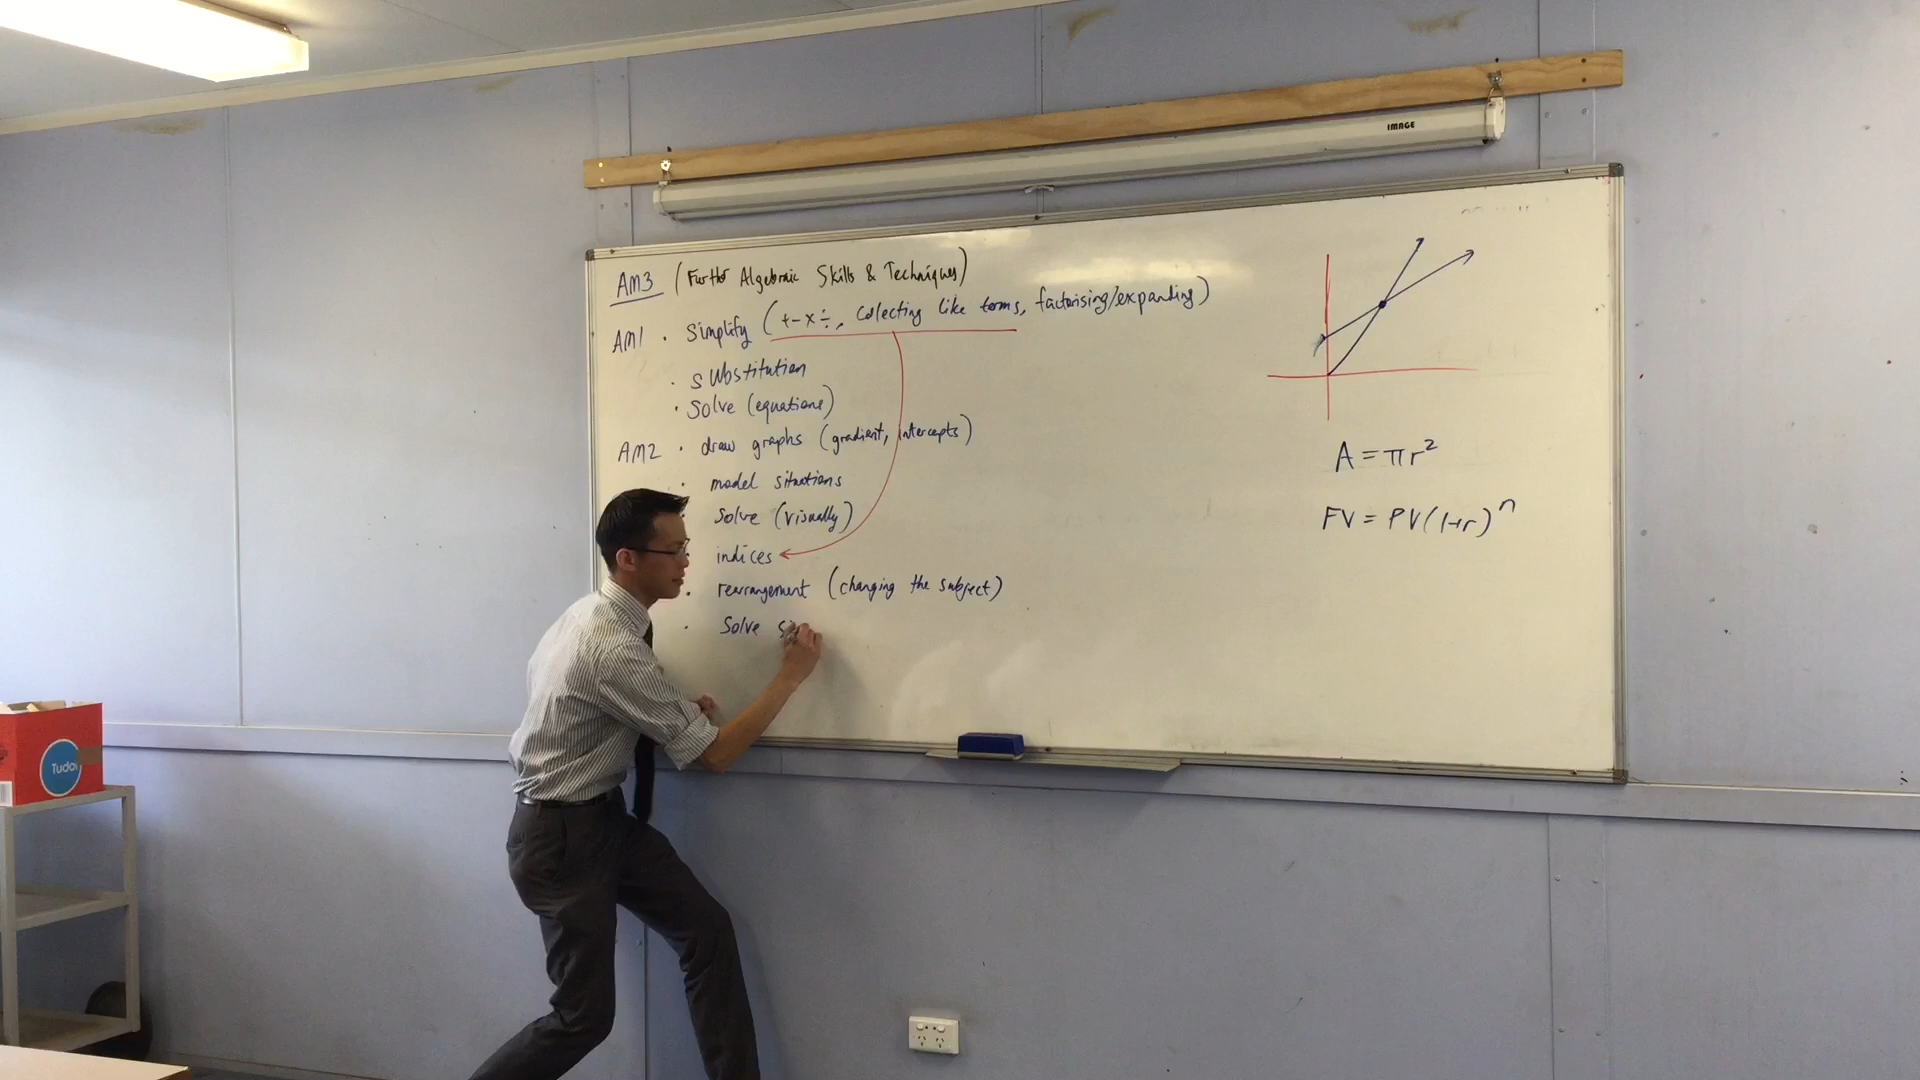 IMAGE
AM3 (Further Algebraic Skills & Techniques)
AM1 · Simplify (+-×÷, collecting like terms, factorising/expanding)
· substitution
· Solve (equations)
AM2 · draw graphs (gradient, intercepts)
· model situations
· Solve (visually)
indices
· rearrangement (changing the subject)
· Solve si
A = πr²
FV = PV(1+r)ⁿ